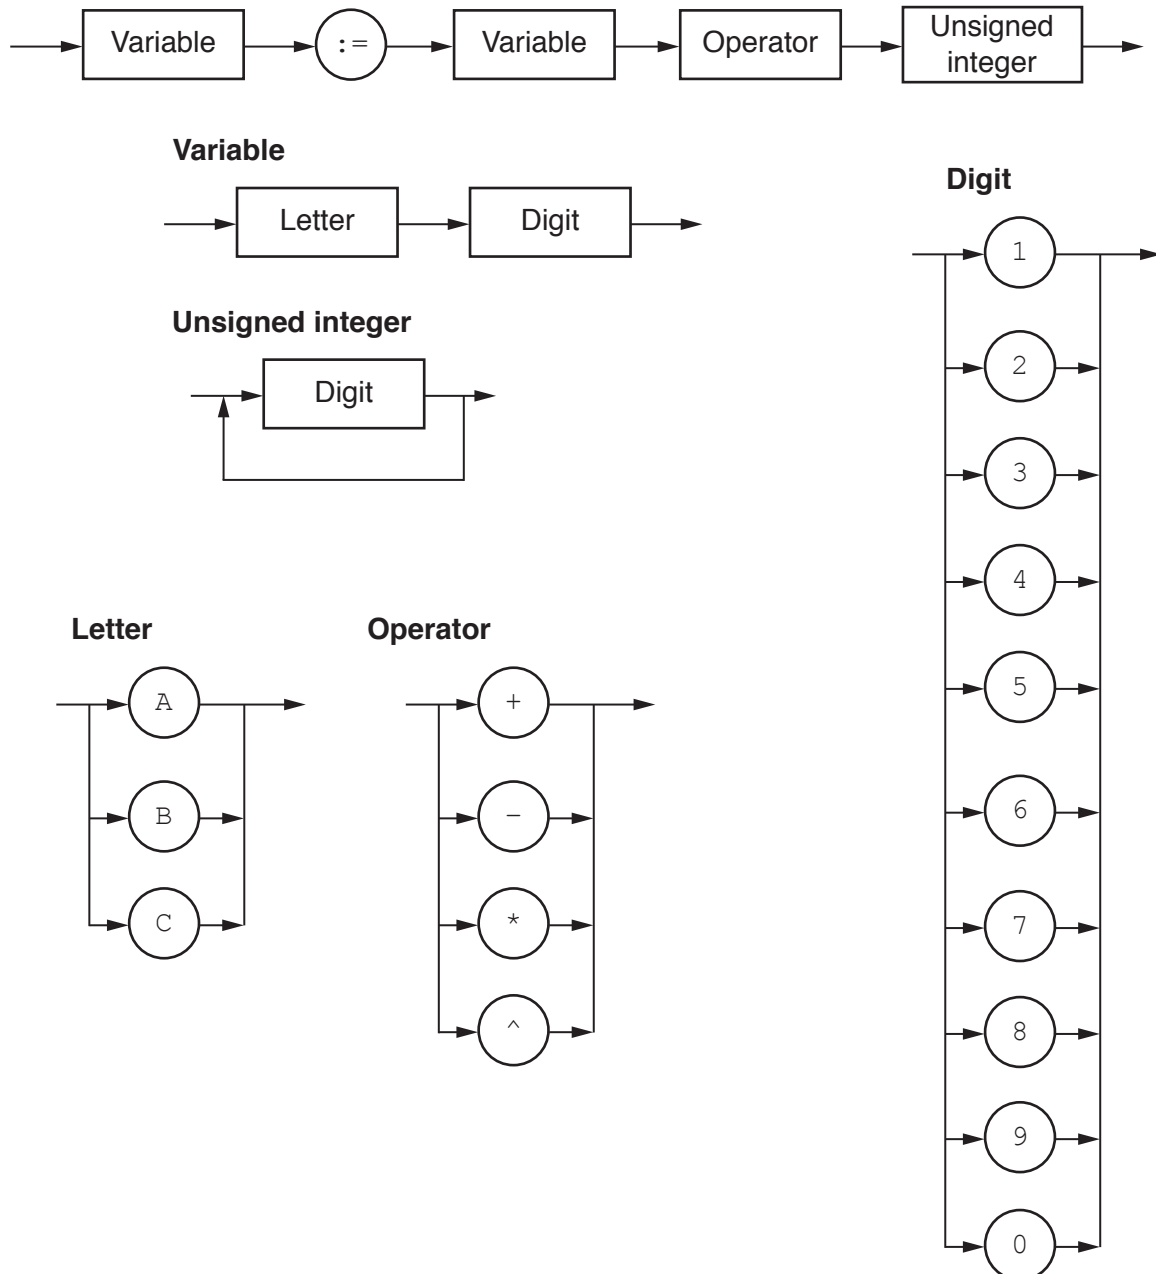 Variable := Variable Operator Unsigned integer
Variable
Letter Digit
Unsigned integer
Digit
Letter
A
B
C
Operator
+
-
*
^
Digit
1
2
3
4
5
6
7
8
9
0